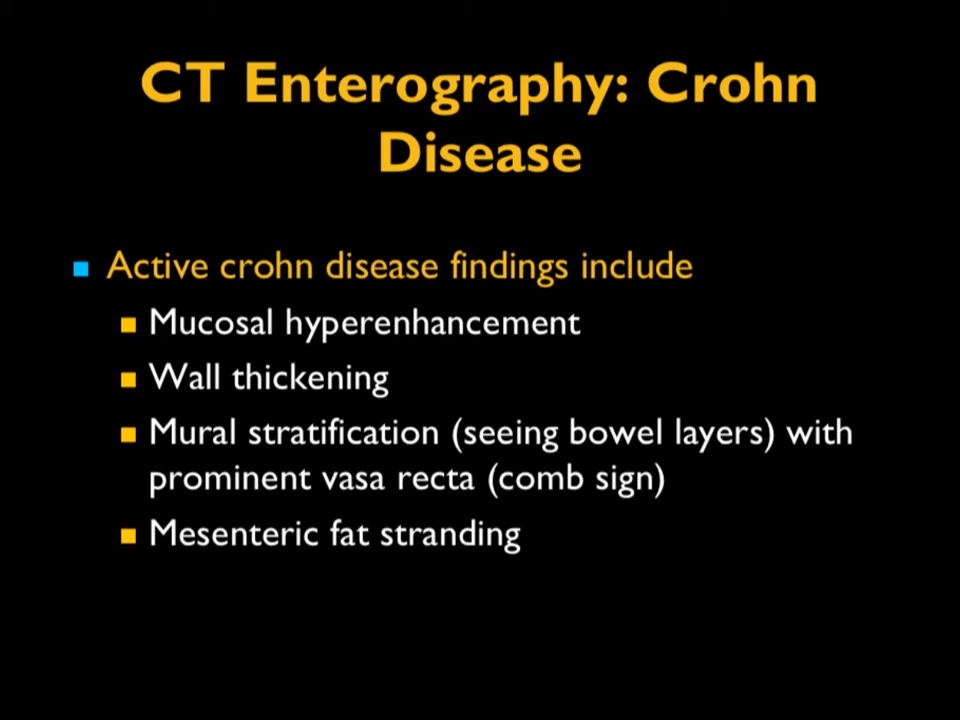 CT Enterography: Crohn
Disease
Active crohn disease findings include
Mucosal hyperenhancement
Wall thickening
Mural stratification (seeing bowel layers) with
prominent vasa recta (comb sign)
Mesenteric fat stranding